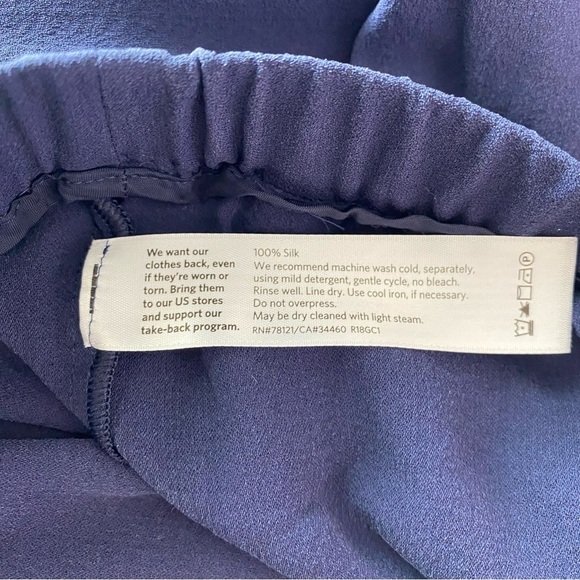 We want our
clothes back, even
if they're worn or
torn. Bring them
to our US stores
and support our
take-back program.
100% Silk
We recommend machine wash cold, separately,
using mild detergent, gentle cycle, no bleach.
Rinse well. Line dry. Use cool iron, if necessary.
Do not overpress.
May be dry cleaned with light steam.
RN#78121/CA#34460 R18GC1